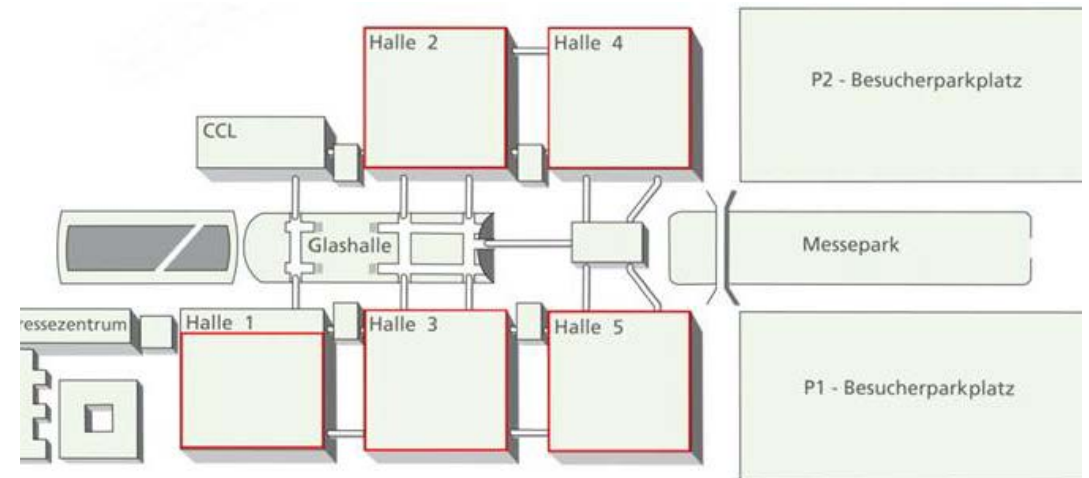 Halle 2
Halle 4
P2 - Besucherparkplatz
CCL
Glashalle
Messepark
ressezentrum
Halle 1
Halle 3
Halle 5
P1 - Besucherparkplatz